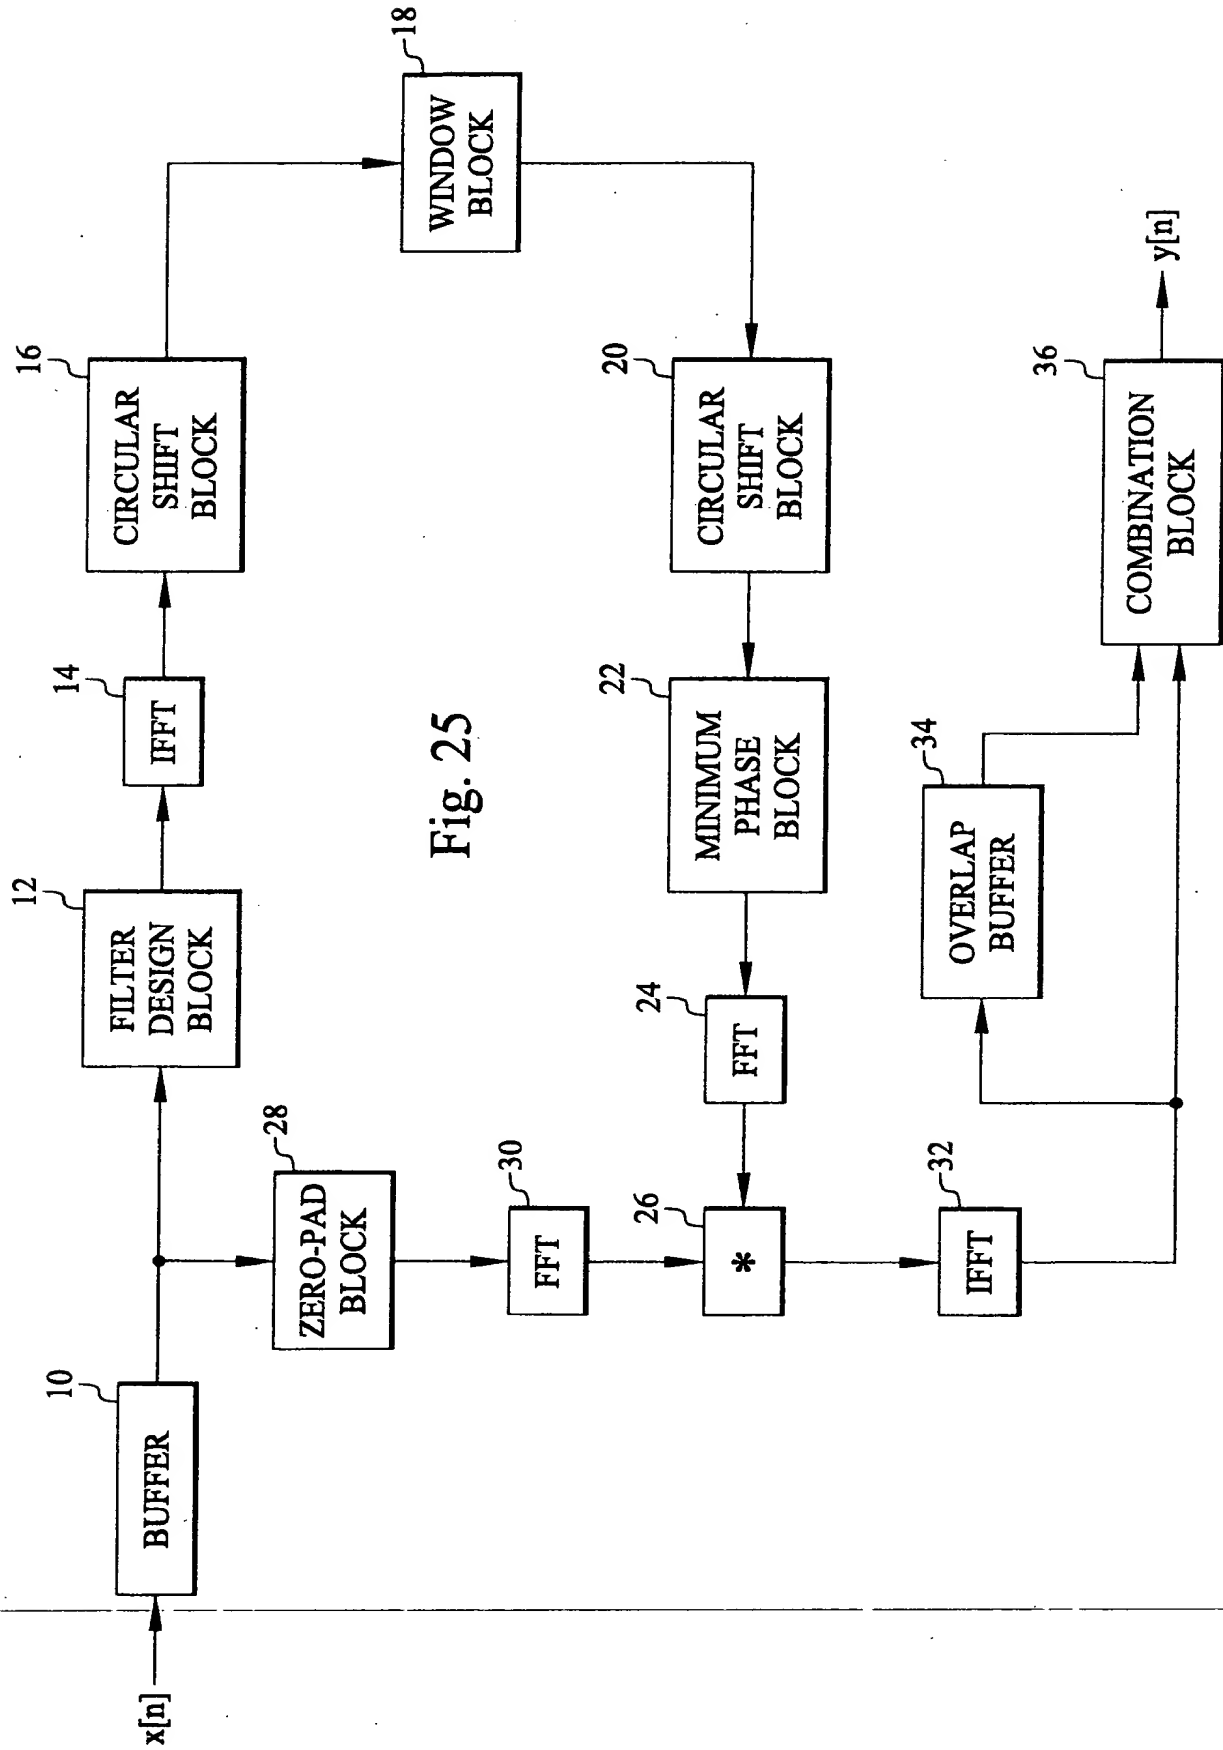 x[n]
10
BUFFER
12
FILTER
DESIGN
BLOCK
14
IFFT
16
CIRCULAR
SHIFT
BLOCK
18
WINDOW
BLOCK
28
ZERO-PAD
BLOCK
30
FFT
26
*
24
FFT
22
MINIMUM
PHASE
BLOCK
20
CIRCULAR
SHIFT
BLOCK
Fig. 25
32
IFFT
34
OVERLAP
BUFFER
36
COMBINATION
BLOCK
y[n]